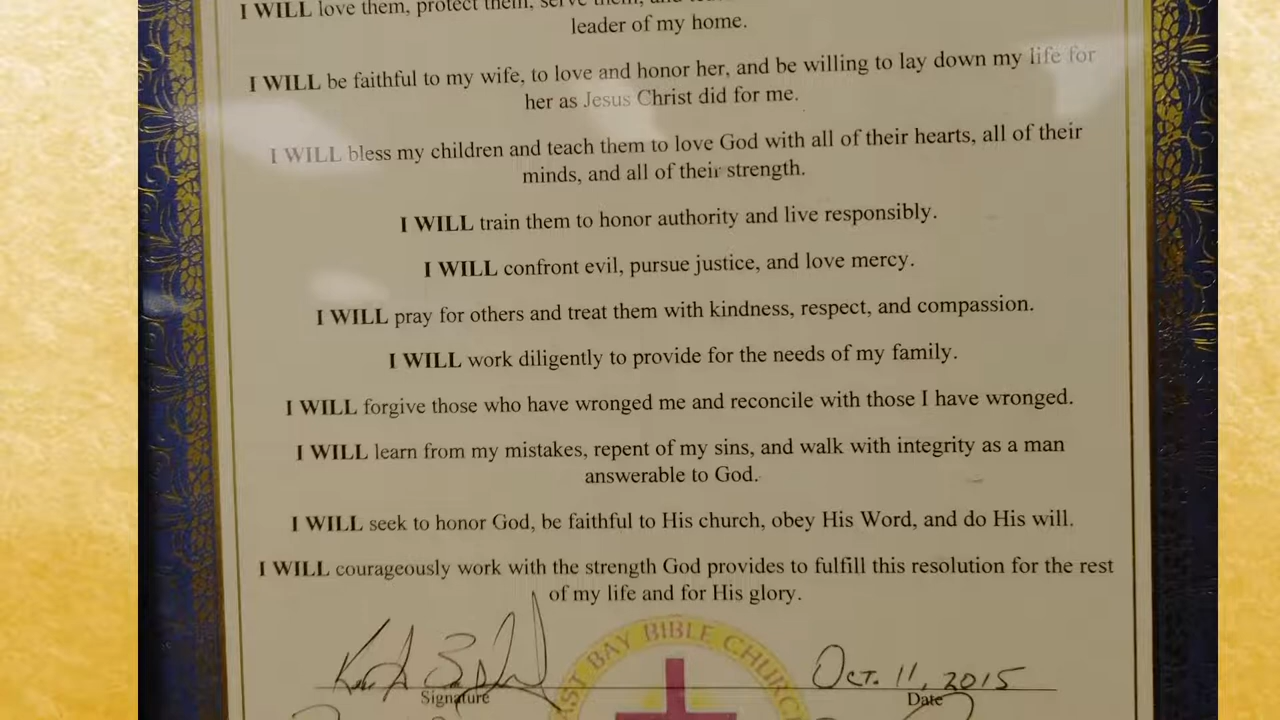 I WILL love them, protect them, serve them, and
leader of my home.
I WILL be faithful to my wife, to love and honor her, and be willing to lay down my life for
her as Jesus Christ did for me.
I WILL bless my children and teach them to love God with all of their hearts, all of their
minds, and all of their strength.
I WILL train them to honor authority and live responsibly.
I WILL confront evil, pursue justice, and love mercy.
I WILL pray for others and treat them with kindness, respect, and compassion.
I WILL work diligently to provide for the needs of my family.
I WILL forgive those who have wronged me and reconcile with those I have wronged.
I WILL learn from my mistakes, repent of my sins, and walk with integrity as a man
answerable to God.
I WILL seek to honor God, be faithful to His church, obey His Word, and do His will.
I WILL courageously work with the strength God provides to fulfill this resolution for the rest
of my life and for His glory.
BAY BIBLE CHURCH
Oct. 11, 2015
Signature Date